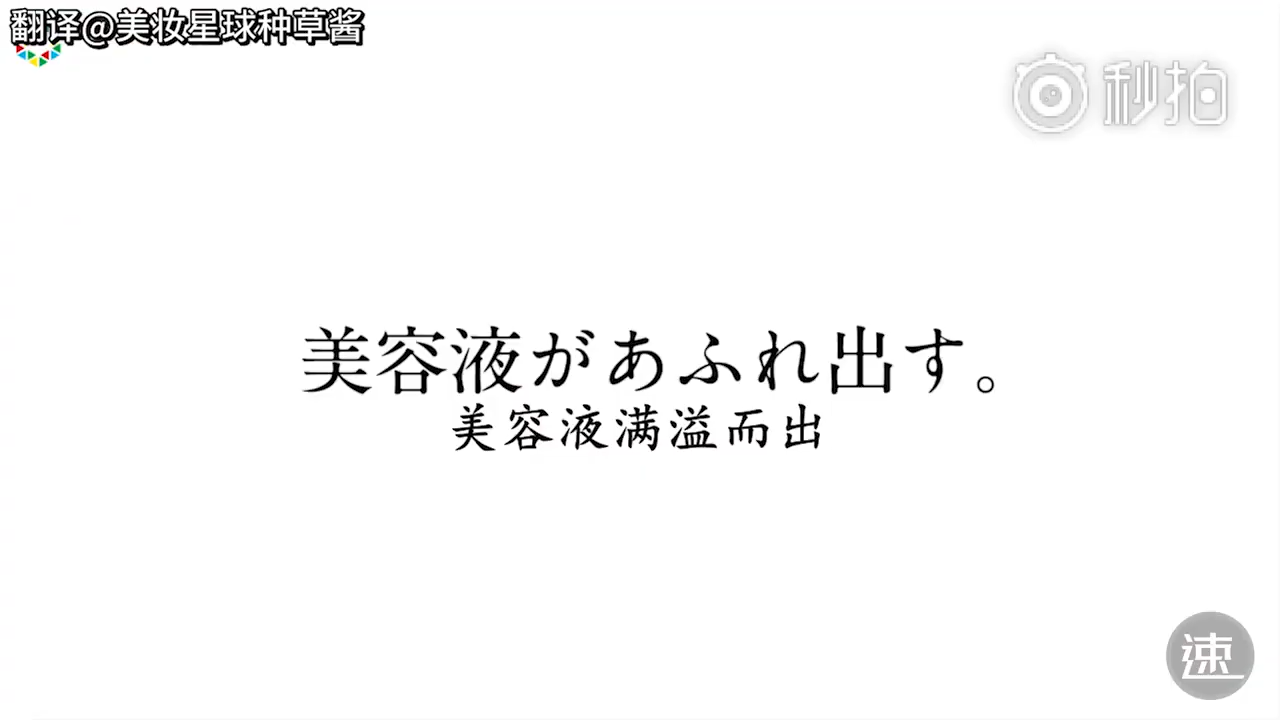 翻译@美妆星球种草酱
秒拍
美容液があふれ出す。
美容液满溢而出
速